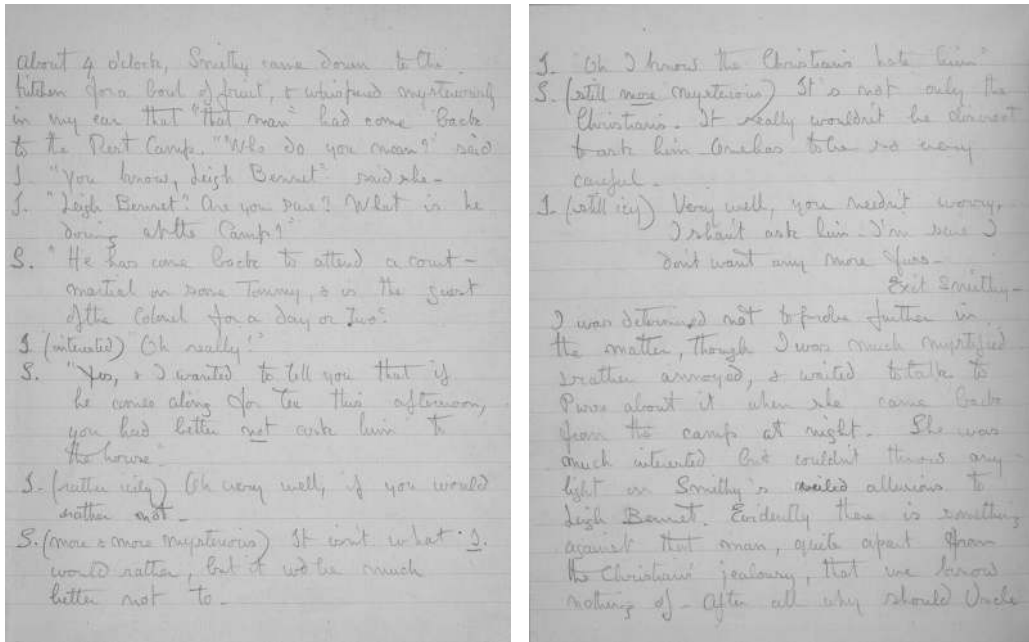 about 4 o'clock, Smithy came down to the
kitchen for a bowl of fruit, & whispered mysteriously
in my ear that "that man" had come back
to the Rest Camp. "Who do you mean?" said
I. "You know, Leigh Bennet" said she -
I. "Leigh Bennet? Are you sure? What is he
doing at the Camp?"
S. "He has come back to attend a court-
martial on some Tommy, & is the guest
of the Colonel for a day or two."
I. (interested) "Oh really!"
S. "Yes, & I wanted to tell you that if
he comes along for tea this afternoon,
you had better not ask him to
the house."
I. (rather icily) Oh very well, if you would
rather not -
S. (more & more mysterious) It isn't what I.
would rather, but it wd be much
better not to -
I. "Oh I know the Christians hate him"
S. (still more mysterious) It's not only the
Christians. It really wouldn't be discreet
to ask him. One has to be so very
careful -
I. (still icy) Very well, you needn't worry,
I shan't ask him. I'm sure I
don't want any more fuss -
Exit Smithy -
I was determined not to probe further in
the matter, though I was much mystified
& rather annoyed, & waited to talk to
about it when she came back
from the camp at night. She was
much interested but couldn't throw any
light on Smithy's veiled allusions to
Leigh Bennet. Evidently there is something
against that man, quite apart from
the Christians' jealousy, that we know
nothing of - After all why should Uncle